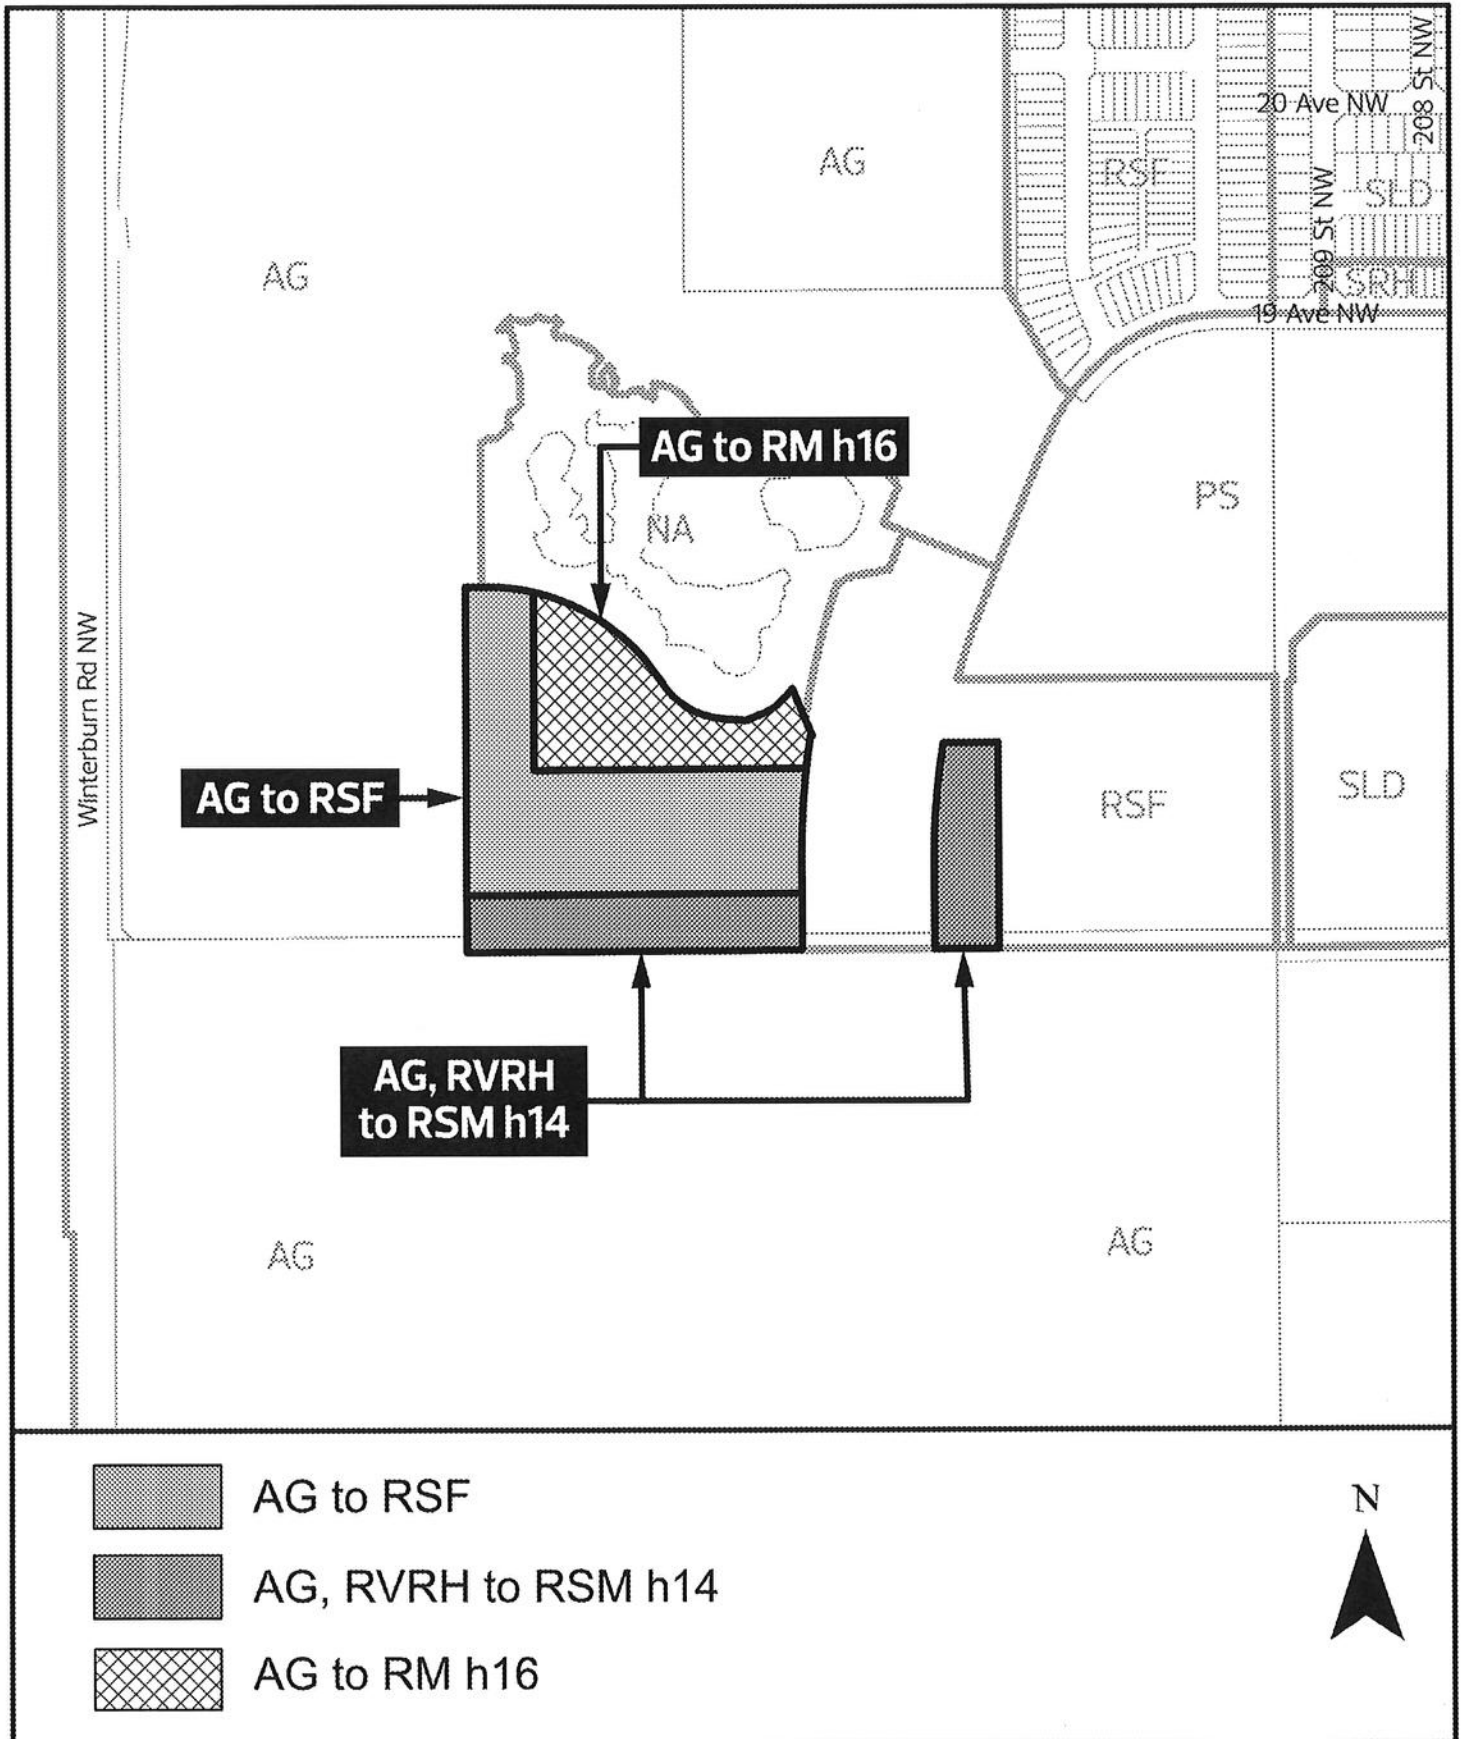 20 Ave NW
208 St NW
AG
RSF
SLD
209 St NW
AG
SRH
19 Ave NW
AG to RM h16
PS
NA
Winterburn Rd NW
AG to RSF
RSF
SLD
AG, RVRH
to RSM h14
AG
AG
AG to RSF
N
AG, RVRH to RSM h14
AG to RM h16